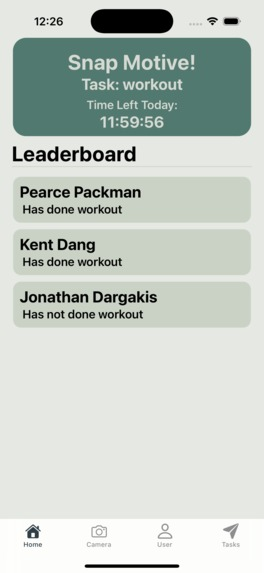 12:26
Snap Motive!
Task: workout
Time Left Today:
11:59:56
Leaderboard
Pearce Packman
Has done workout
Kent Dang
Has done workout
Jonathan Dargakis
Has not done workout
Home Camera User Tasks